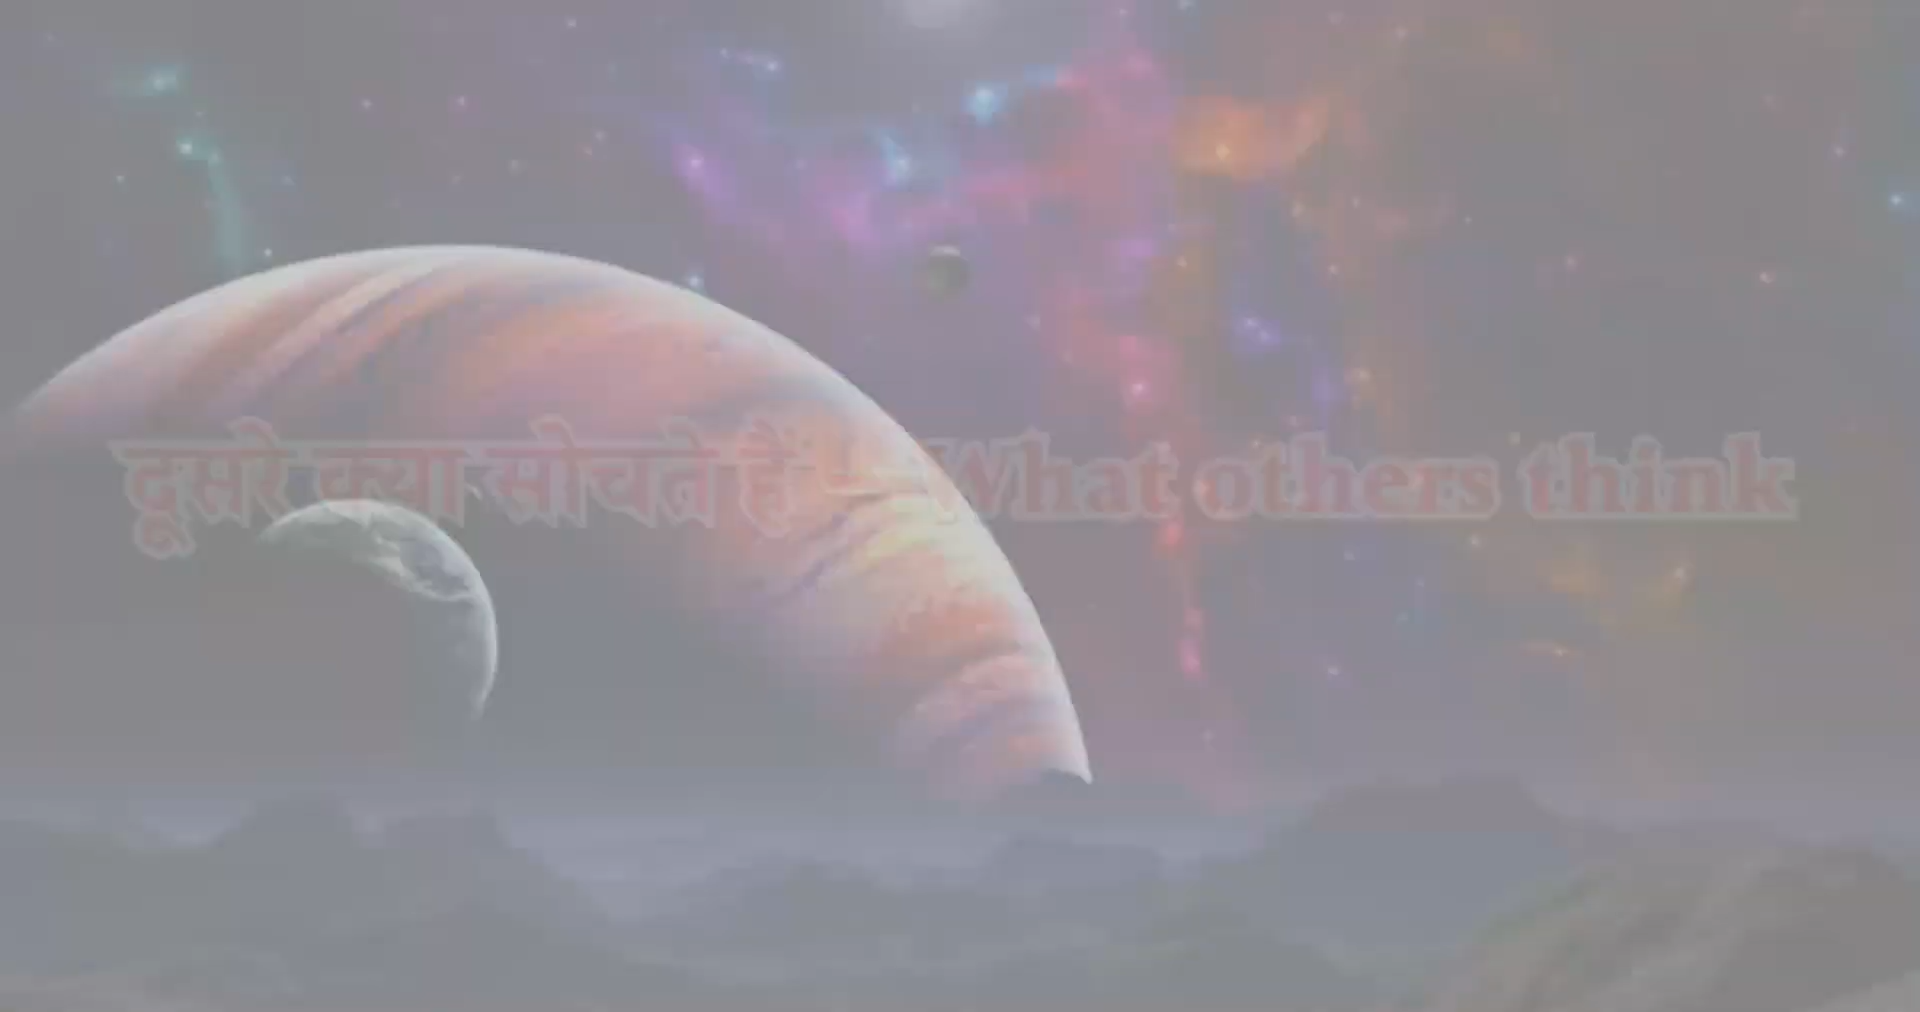 दूसरे क्या सोचते हैं — What others think